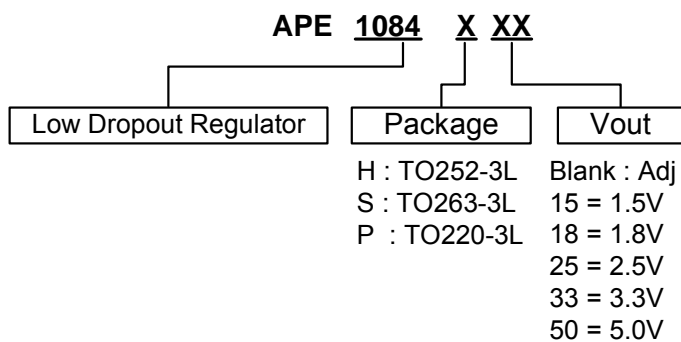 APE 1084 X XX
Low Dropout Regulator
Package
Vout
H : TO252-3L
S : TO263-3L
P : TO220-3L
Blank : Adj
15 = 1.5V
18 = 1.8V
25 = 2.5V
33 = 3.3V
50 = 5.0V